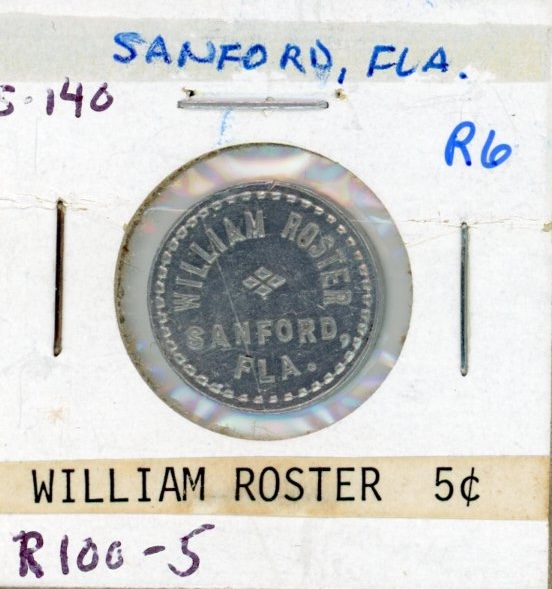 SANFORD, FLA.
S-140
R6
WILLIAM ROSTER
SANFORD,
FLA.
WILLIAM ROSTER 5¢
R100-5